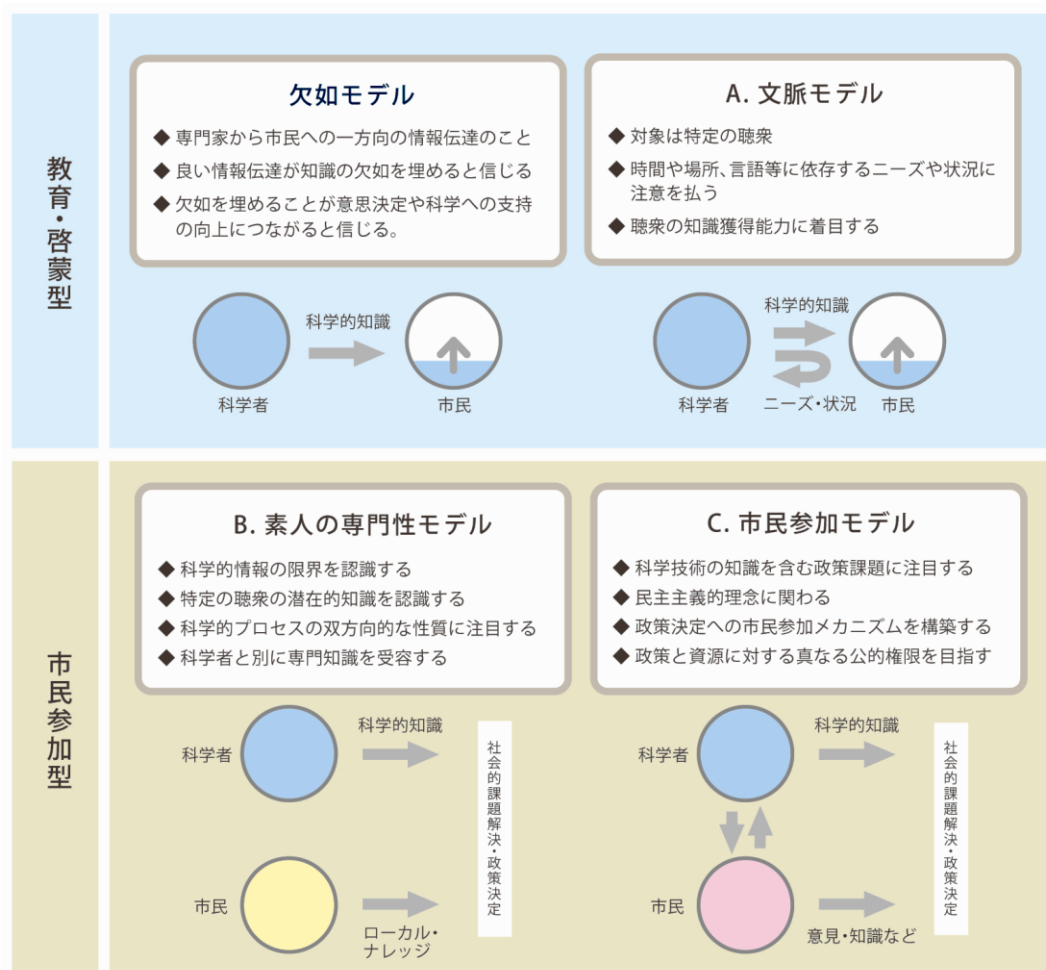 教育・啓蒙型
欠如モデル
◆ 専門家から市民への一方向の情報伝達のこと
◆ 良い情報伝達が知識の欠如を埋めると信じる
◆ 欠如を埋めることが意思決定や科学への支持
の向上につながると信じる。
科学的知識
科学者
市民
A. 文脈モデル
◆ 対象は特定の聴衆
◆ 時間や場所、言語等に依存するニーズや状況に
注意を払う
◆ 聴衆の知識獲得能力に着目する
科学的知識
科学者
ニーズ・状況
市民
市民参加型
B. 素人の専門性モデル
◆ 科学的情報の限界を認識する
◆ 特定の聴衆の潜在的知識を認識する
◆ 科学的プロセスの双方向的な性質に注目する
◆ 科学者と別に専門知識を受容する
科学者
科学的知識
市民
ローカル・
ナレッジ
社会的課題解決・政策決定
C. 市民参加モデル
◆ 科学技術の知識を含む政策課題に注目する
◆ 民主主義的理念に関わる
◆ 政策決定への市民参加メカニズムを構築する
◆ 政策と資源に対する真なる公的権限を目指す
科学者
科学的知識
市民
意見・知識など
社会的課題解決・政策決定